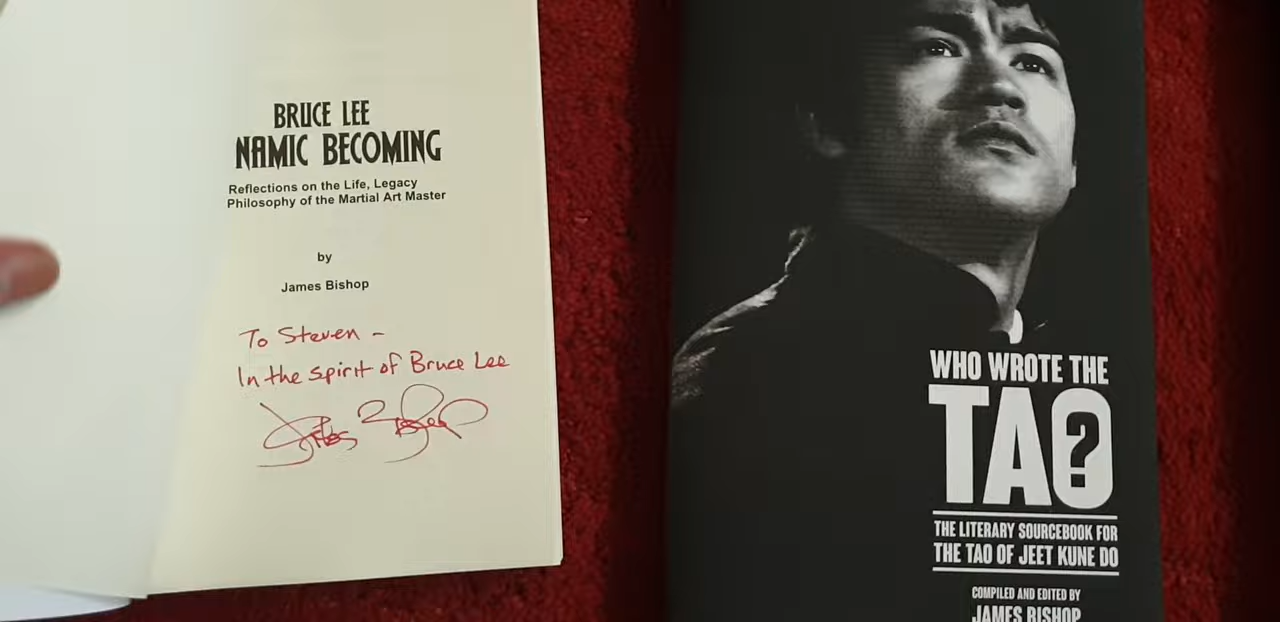 BRUCE LEE
NAMIC BECOMING
Reflections on the Life, Legacy
Philosophy of the Martial Art Master
by
James Bishop
To Steven -
In the spirit of Bruce Lee
WHO WROTE THE
TAO?
THE LITERARY SOURCEBOOK FOR
THE TAO OF JEET KUNE DO
COMPILED AND EDITED BY
JAMES BISHOP